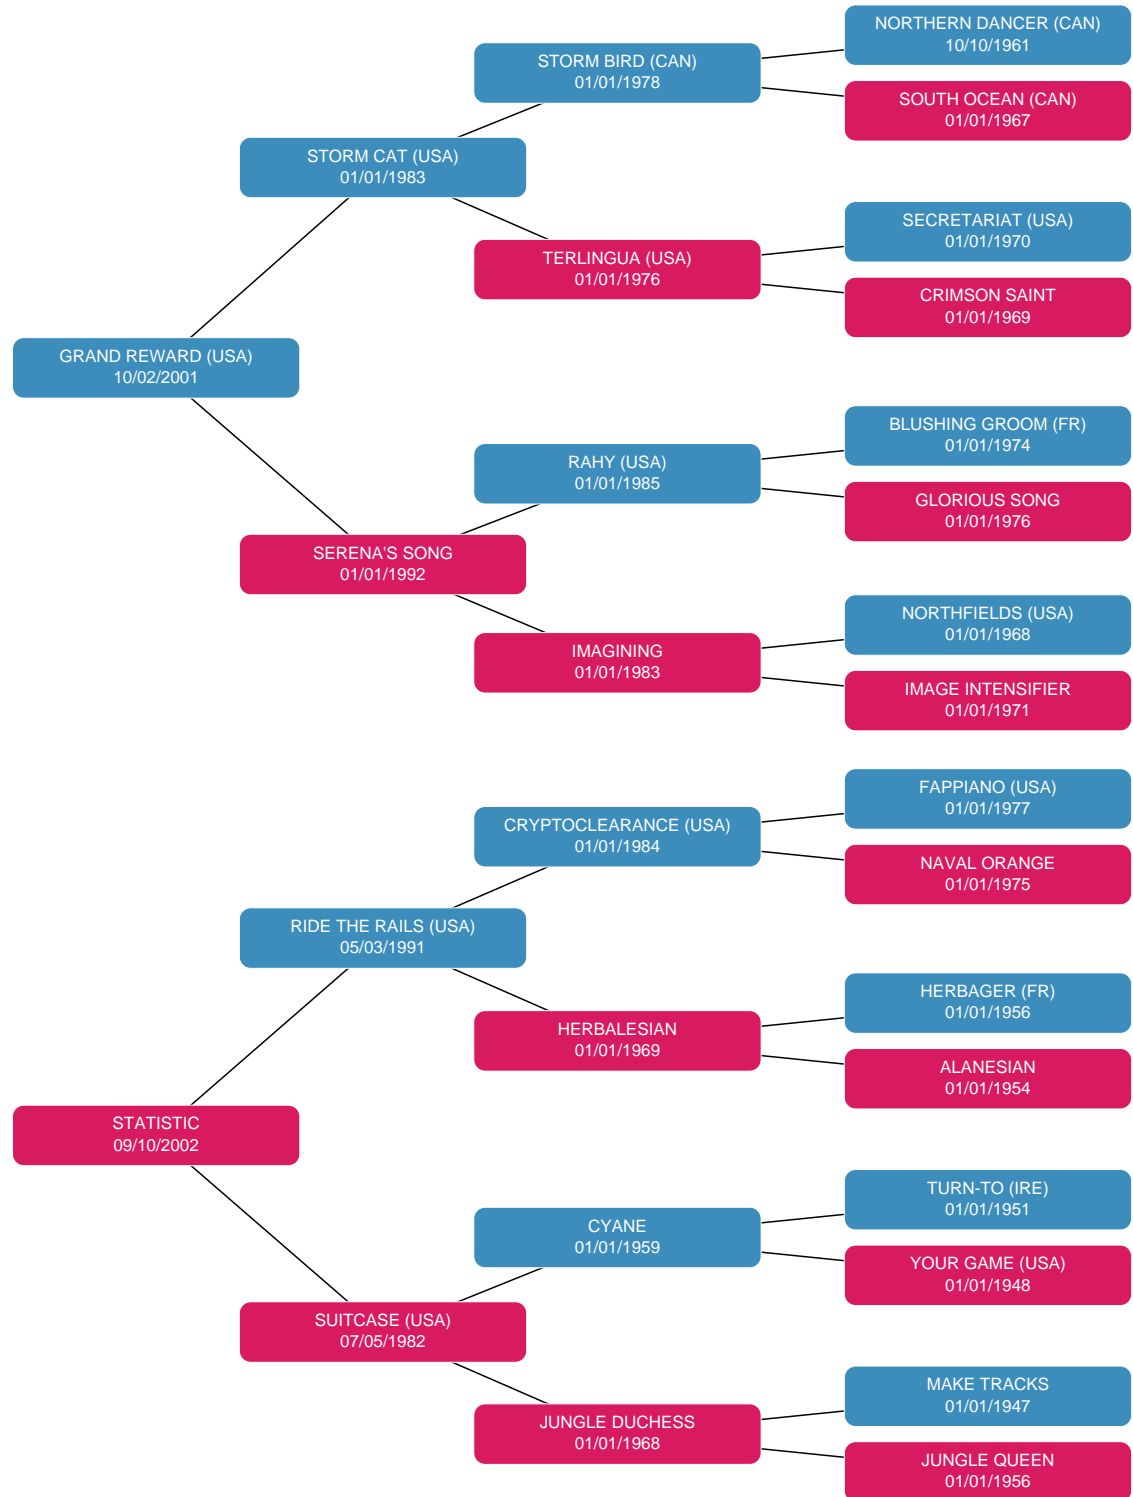 NORTHERN DANCER (CAN)
10/10/1961
STORM BIRD (CAN)
01/01/1978
SOUTH OCEAN (CAN)
01/01/1967
STORM CAT (USA)
01/01/1983
SECRETARIAT (USA)
01/01/1970
TERLINGUA (USA)
01/01/1976
CRIMSON SAINT
01/01/1969
GRAND REWARD (USA)
10/02/2001
BLUSHING GROOM (FR)
01/01/1974
RAHY (USA)
01/01/1985
GLORIOUS SONG
01/01/1976
SERENA'S SONG
01/01/1992
NORTHFIELDS (USA)
01/01/1968
IMAGINING
01/01/1983
IMAGE INTENSIFIER
01/01/1971
FAPPIANO (USA)
01/01/1977
CRYPTOCLEARANCE (USA)
01/01/1984
NAVAL ORANGE
01/01/1975
RIDE THE RAILS (USA)
05/03/1991
HERBAGER (FR)
01/01/1956
HERBALESIAN
01/01/1969
ALANESIAN
01/01/1954
STATISTIC
09/10/2002
TURN-TO (IRE)
01/01/1951
CYANE
01/01/1959
YOUR GAME (USA)
01/01/1948
SUITCASE (USA)
07/05/1982
MAKE TRACKS
01/01/1947
JUNGLE DUCHESS
01/01/1968
JUNGLE QUEEN
01/01/1956